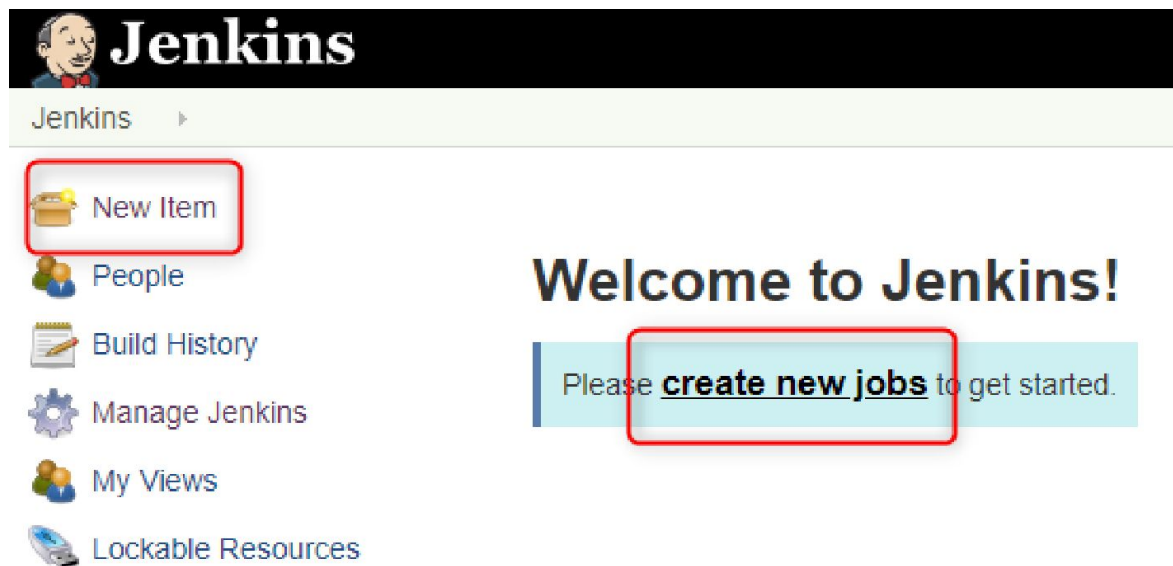 Jenkins
Jenkins
New Item
People
Build History
Manage Jenkins
My Views
Lockable Resources
Welcome to Jenkins!
Please create new jobs to get started.